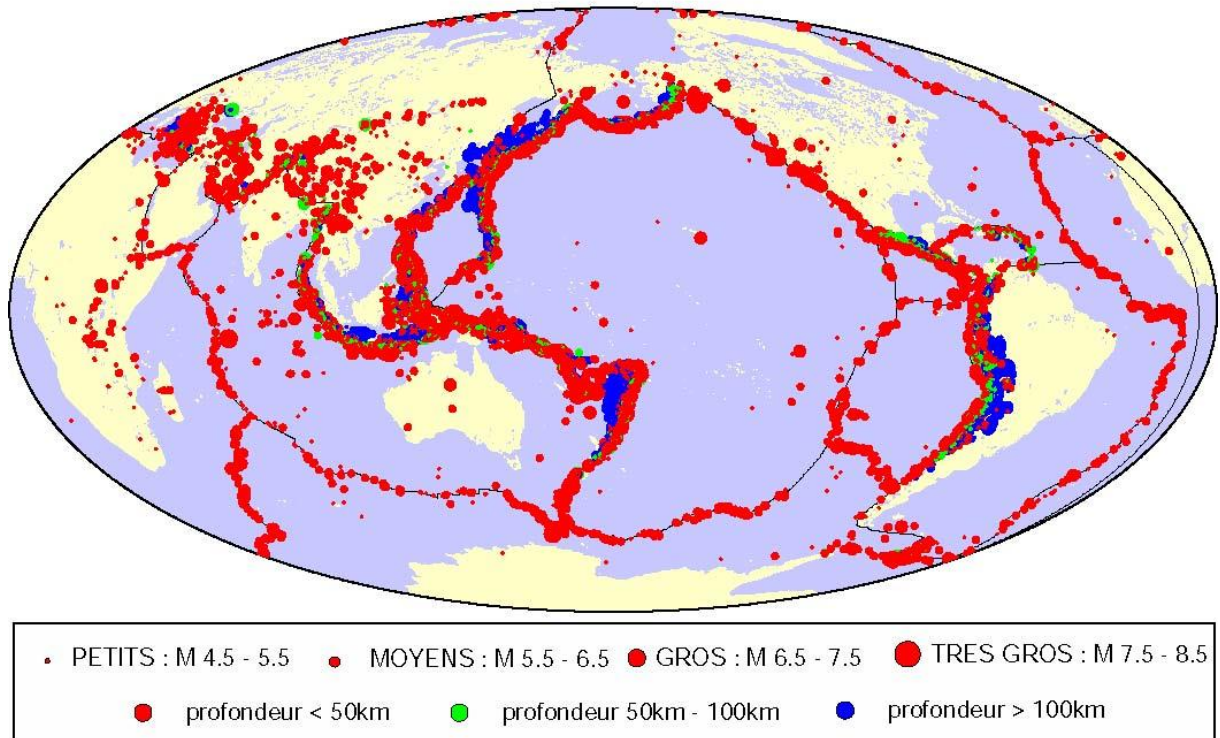 PETITS : M 4.5 - 5.5 MOYENS : M 5.5 - 6.5 GROS : M 6.5 - 7.5 TRES GROS : M 7.5 - 8.5
profondeur < 50km profondeur 50km - 100km profondeur > 100km